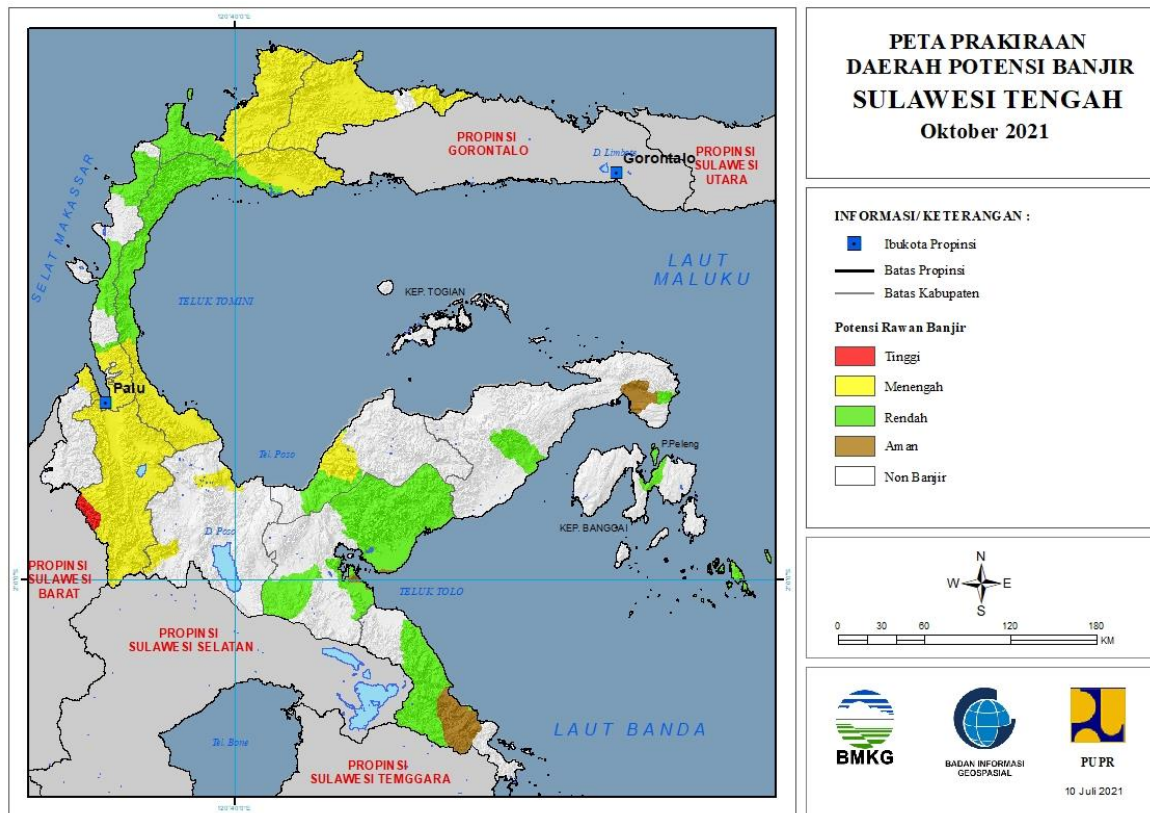 PETA PRAKIRAAN
DAERAH POTENSI BANJIR
SULAWESI TENGAH
Oktober 2021
INFORMASI/ KETERANGAN :
Ibukota Propinsi
Batas Propinsi
Batas Kabupaten
Potensi Rawan Banjir
Tinggi
Menengah
Rendah
Aman
Non Banjir
N
W E
S
0 30 60 120 180
KM
BMKG
BADAN INFORMASI
GEOSPASIAL
PUPR
10 Juli 2021
PROPINSI
GORONTALO
D. Limboto
Gorontalo
PROPINSI
SULAWESI
UTARA
SELAT MAKASSAR
LAUT
MALUKU
TELUK TOMINI
KEP. TOGIAN
Palu
Tel. Poso
P.Peleng
KEP. BANGGAI
D. Poso
PROPINSI
SULAWESI
BARAT
TELUK TOLO
PROPINSI
SULAWESI SELATAN
LAUT BANDA
Tel. Bone
PROPINSI
SULAWESI TEMGGARA